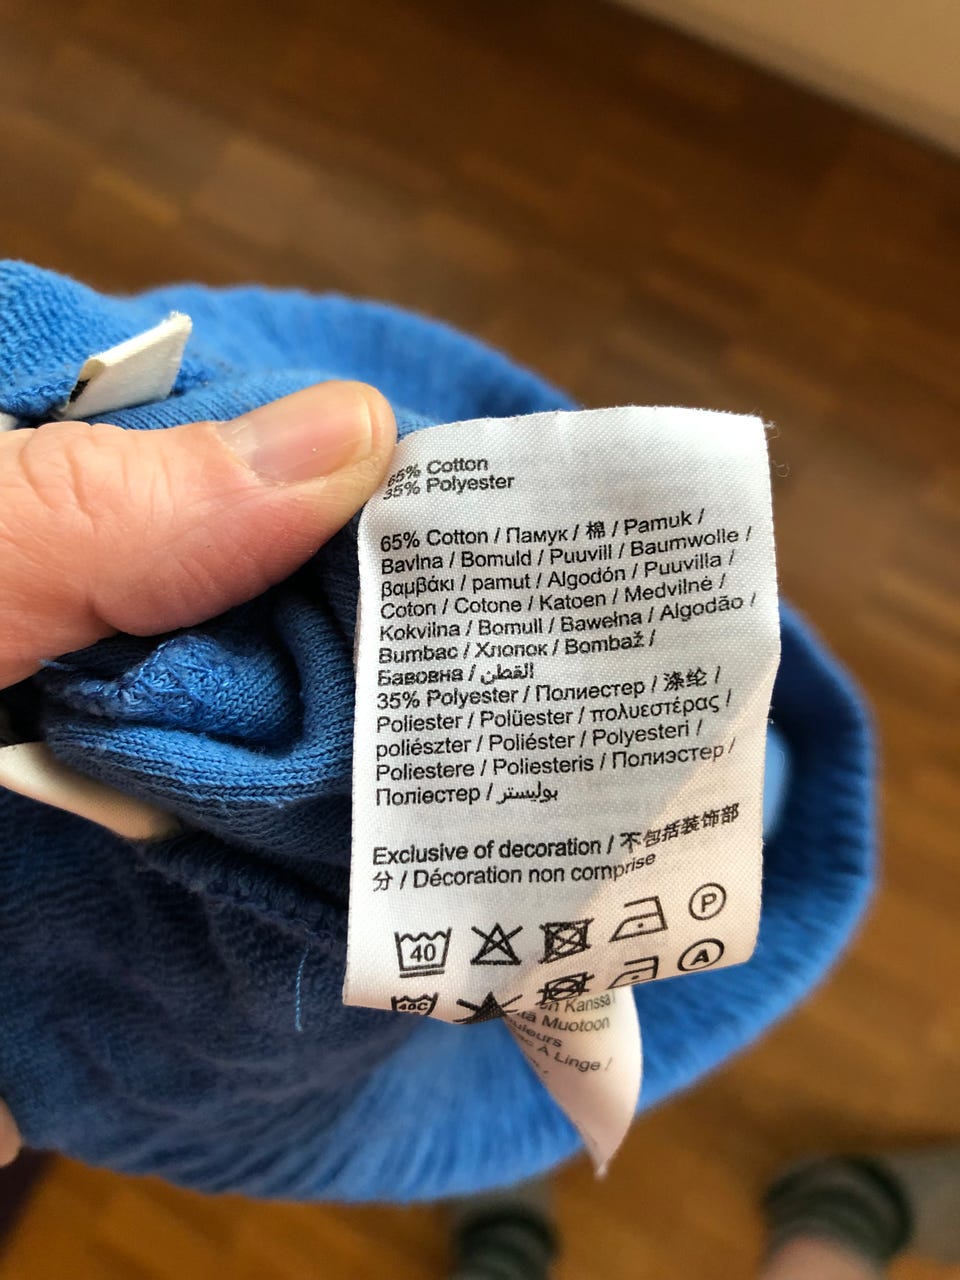 65% Cotton
35% Polyester
65% Cotton / Памук / 棉 / Pamuk /
Bavlna / Bomuld / Puuvill / Baumwolle /
βαμβάκι / pamut / Algodón / Puuvilla /
Coton / Cotone / Katoen / Medvilnė /
Kokvilna / Bomull / Bawełna / Algodão /
Bumbac / Хлопок / Bombaž /
Бавовна / القطن
35% Polyester / Полиестер / 涤纶 /
Poliester / Polüester / πολυεστέρας /
poliészter / Poliéster / Polyesteri /
Poliestere / Poliesteris / Полиэстер /
Поліестер / بوليستر
Exclusive of decoration / 不包括装饰部
分 / Décoration non comprise
40 P
40C A
Kanssa
Muotoon
À Linge /